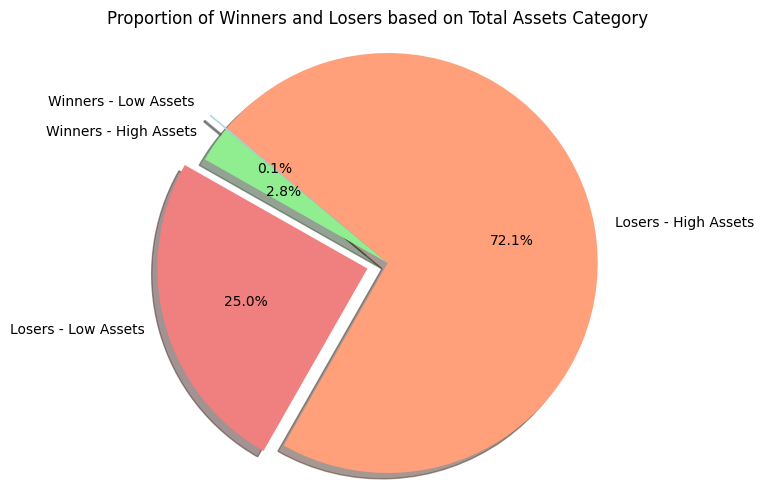 Proportion of Winners and Losers based on Total Assets Category
Winners - Low Assets
Winners - High Assets
0.1%
2.8%
Losers - High Assets
72.1%
25.0%
Losers - Low Assets